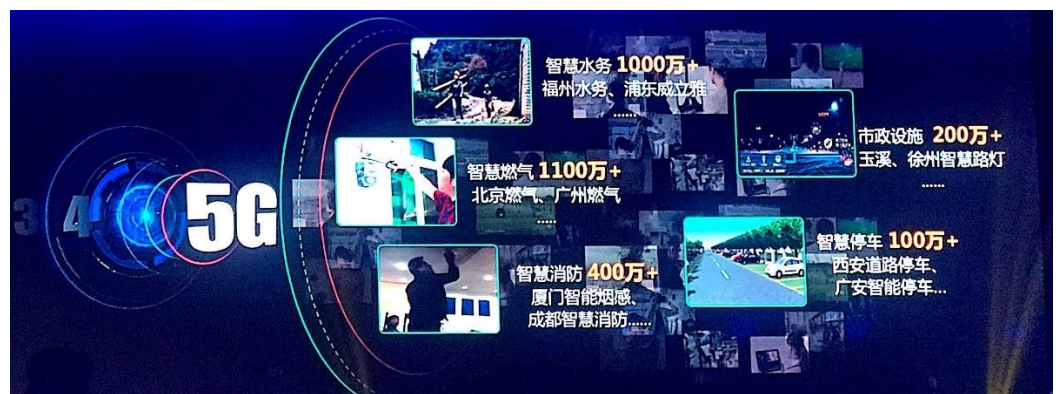 3
4
5G
智慧水务 1000万+
福州水务、浦东威立雅
……
智慧燃气 1100万+
北京燃气、广州燃气
……
智慧消防 400万+
厦门智能烟感、
成都智慧消防……
市政设施 200万+
玉溪、徐州智慧路灯
……
智慧停车 100万+
西安道路停车、
广安智能停车...